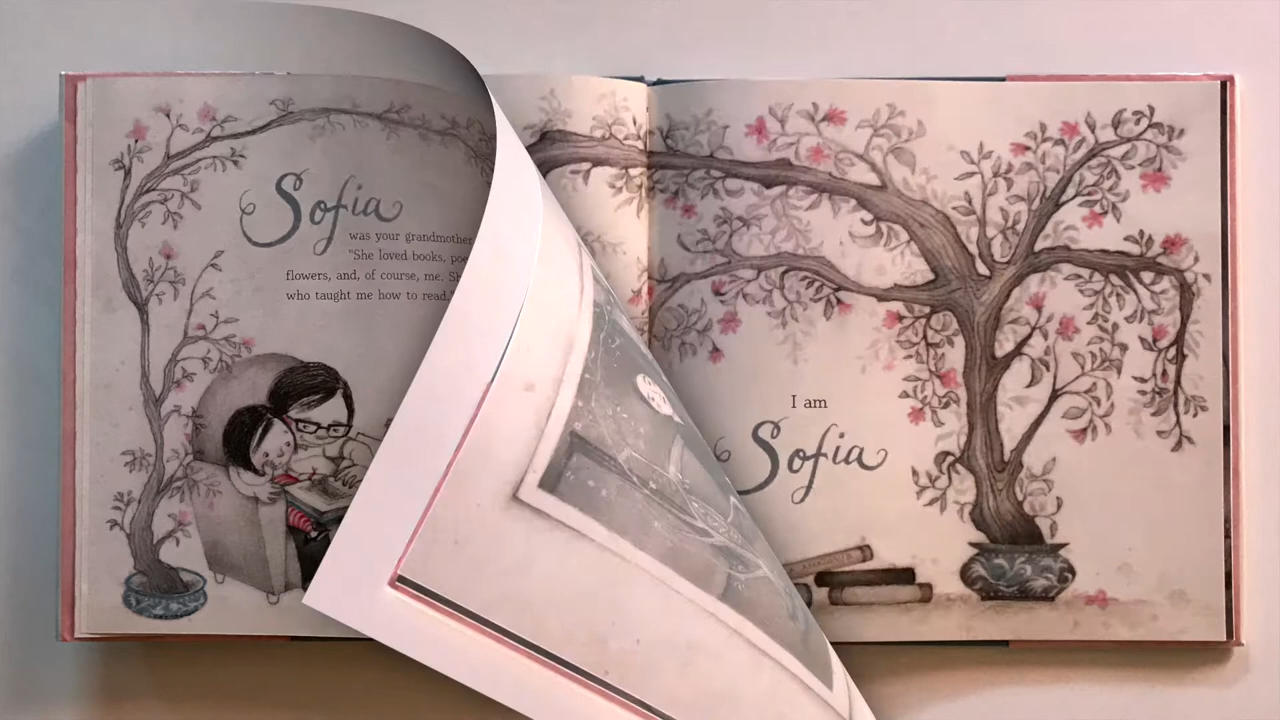 Sofia
was your grandmother
"She loved books,
flowers, and, of course, me.
who taught me how to read."
I am
Sofia